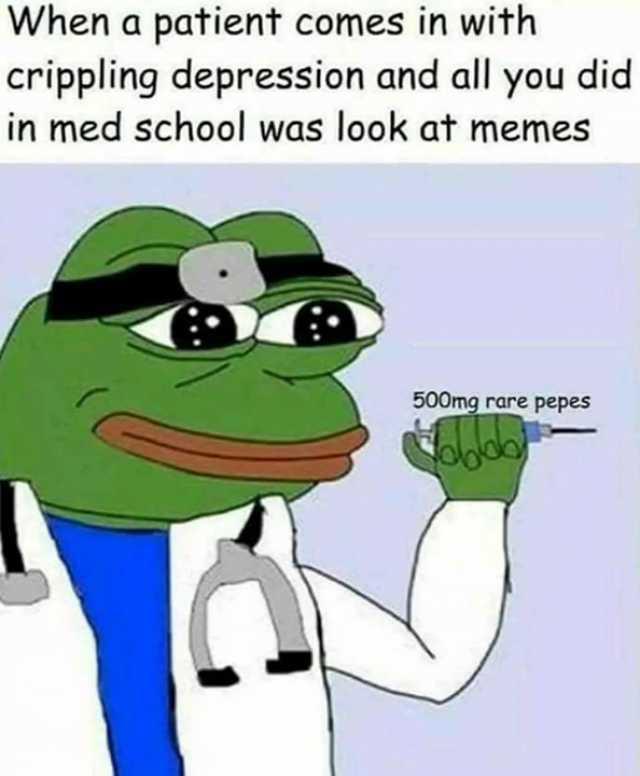 When a patient comes in with
crippling depression and all you did
in med school was look at memes
500mg rare pepes